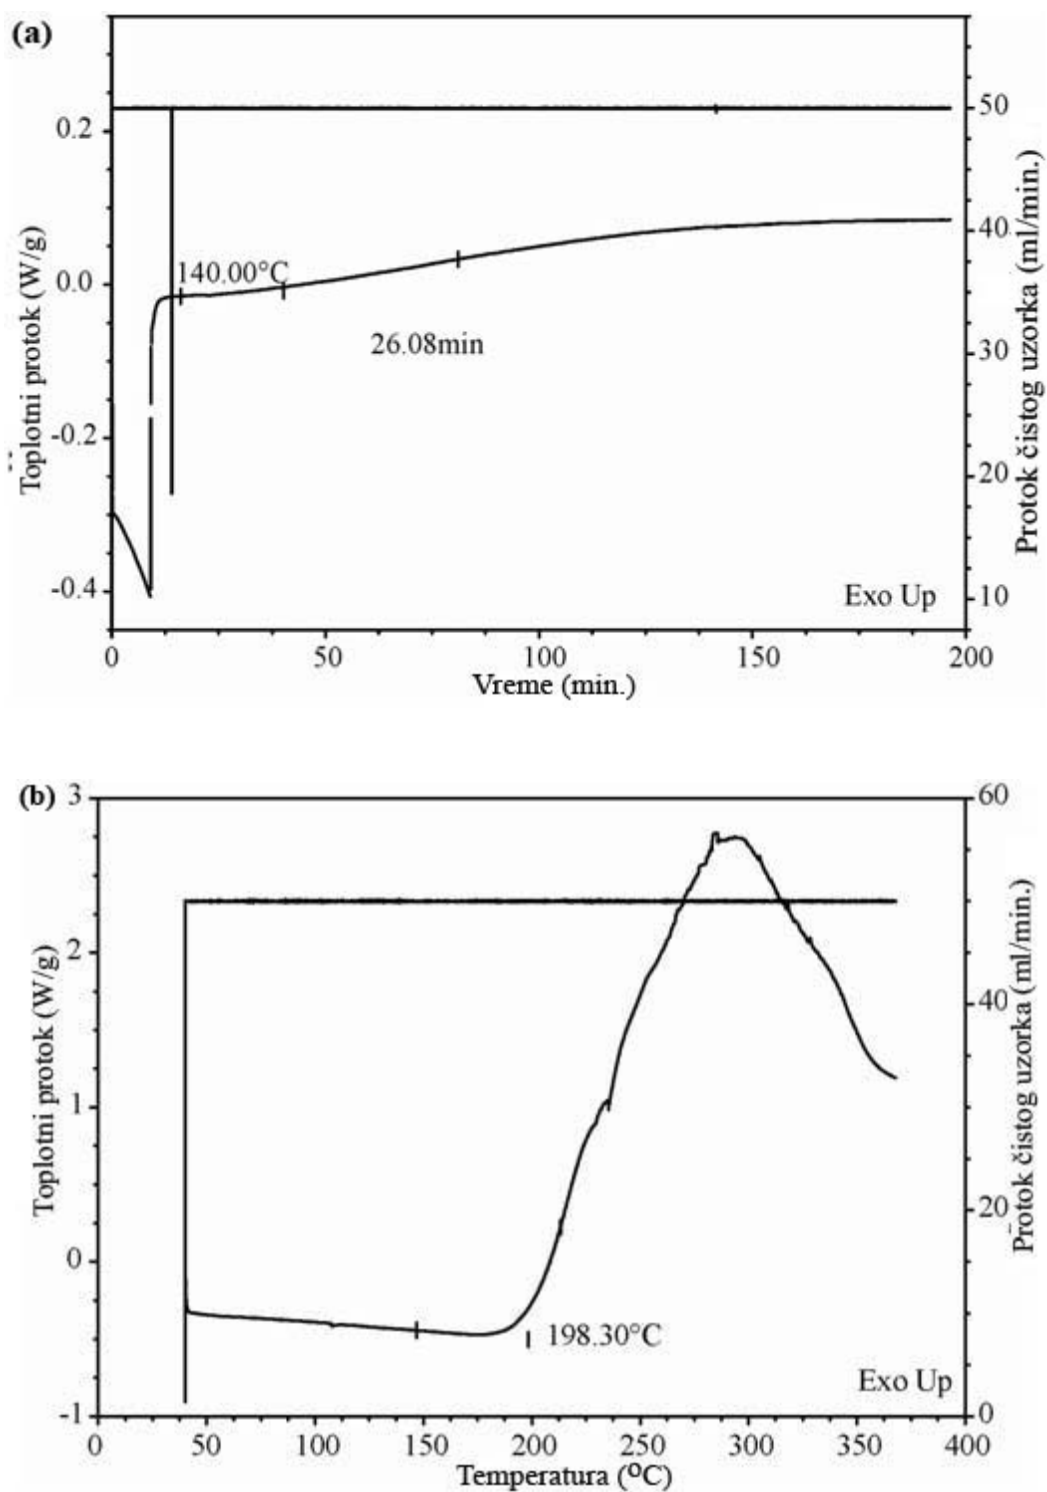 (a)
0.2
0.0
-0.2
-0.4
Toplotni protok (W/g)
140.00°C
26.08min
Exo Up
50
40
30
20
10
Protok čistog uzorka (ml/min.)
0 50 100 150 200
Vreme (min.)
(b)
3
2
1
0
-1
Toplotni protok (W/g)
198.30°C
Exo Up
60
40
20
0
Protok čistog uzorka (ml/min.)
0 50 100 150 200 250 300 350 400
Temperatura (°C)